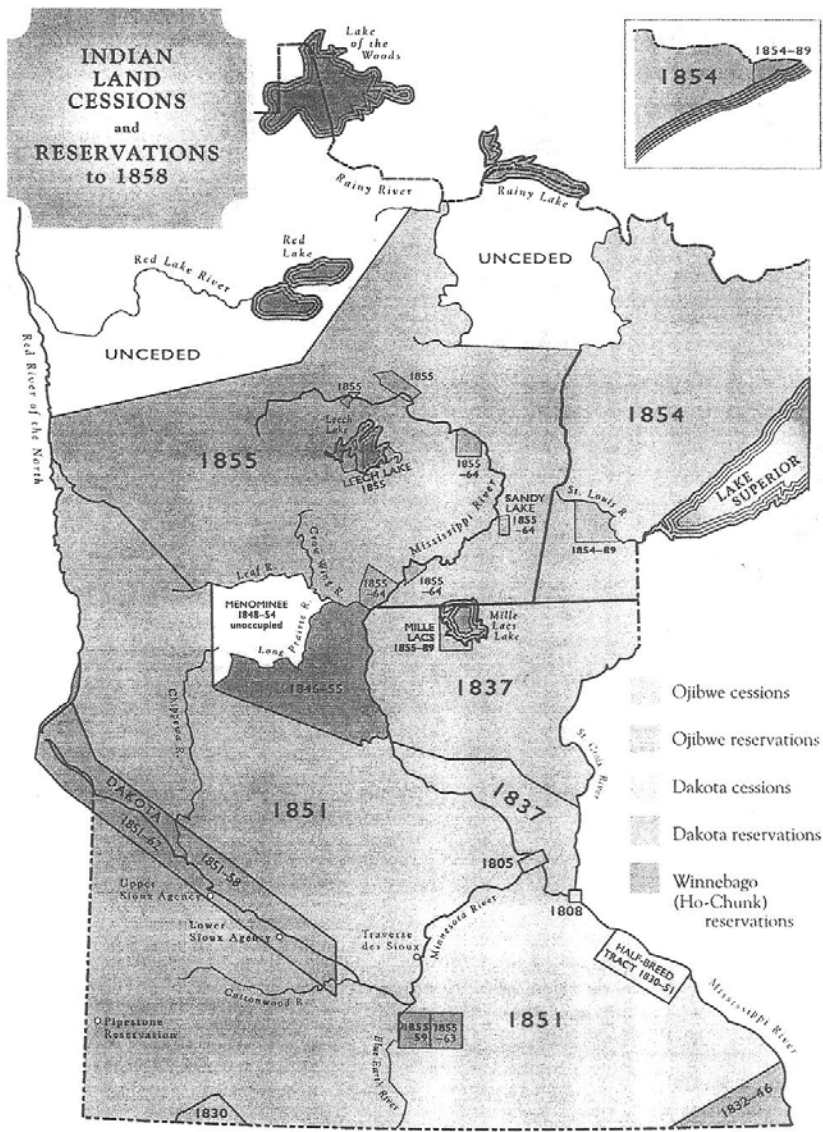 INDIAN
LAND
CESSIONS
and
RESERVATIONS
to 1858
Lake
of the
Woods
1854
1854–89
Rainy River
Rainy Lake
UNCEDED
Red
Lake
Red Lake River
UNCEDED
Red River of the North
1855
1855
1855
Leech
Lake
LEECH LAKE
1855
1855
–64
Mississippi River
SANDY
LAKE
1855
–64
1854
St. Louis R.
1854–89
LAKE
SUPERIOR
Crow Wing R.
Leaf R.
1855
–64
1855
–64
MENOMINEE
1848–54
unoccupied
Long Prairie R.
1846–55
MILLE
LACS
1855–89
Mille
Lacs
Lake
1837
Chippewa R.
St. Croix River
1837
1851
DAKOTA
1851–62
1851–58
Upper
Sioux Agency
Lower
Sioux Agency
Traverse
des Sioux
Minnesota River
1805
1808
HALF-BREED
TRACT 1830–51
Mississippi River
Cottonwood R.
Pipestone
Reservation
1855
–59
1855
–63
1851
Blue Earth River
1830
1832–46
Ojibwe cessions
Ojibwe reservations
Dakota cessions
Dakota reservations
Winnebago
(Ho-Chunk)
reservations